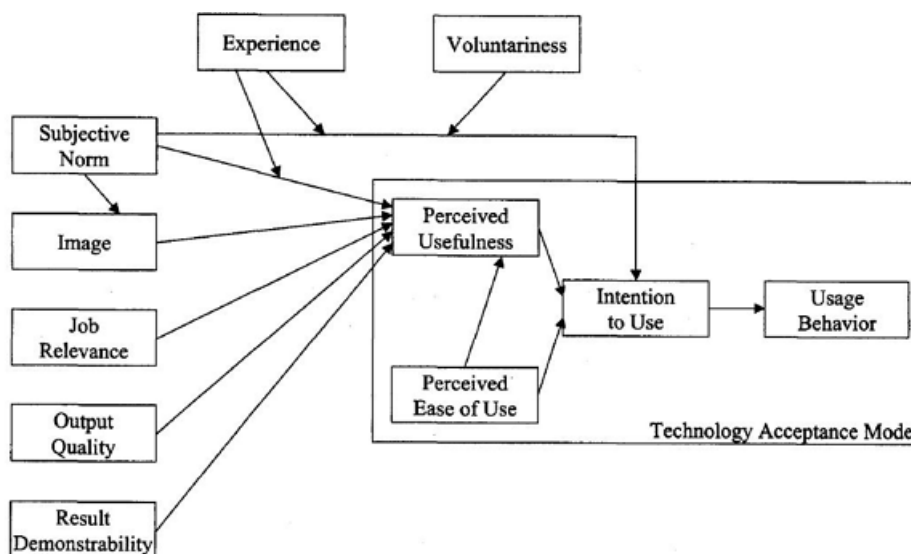 Experience
Voluntariness
Subjective
Norm
Image
Perceived
Usefulness
Intention
to Use
Usage
Behavior
Job
Relevance
Perceived
Ease of Use
Output
Quality
Technology Acceptance Mode
Result
Demonstrability